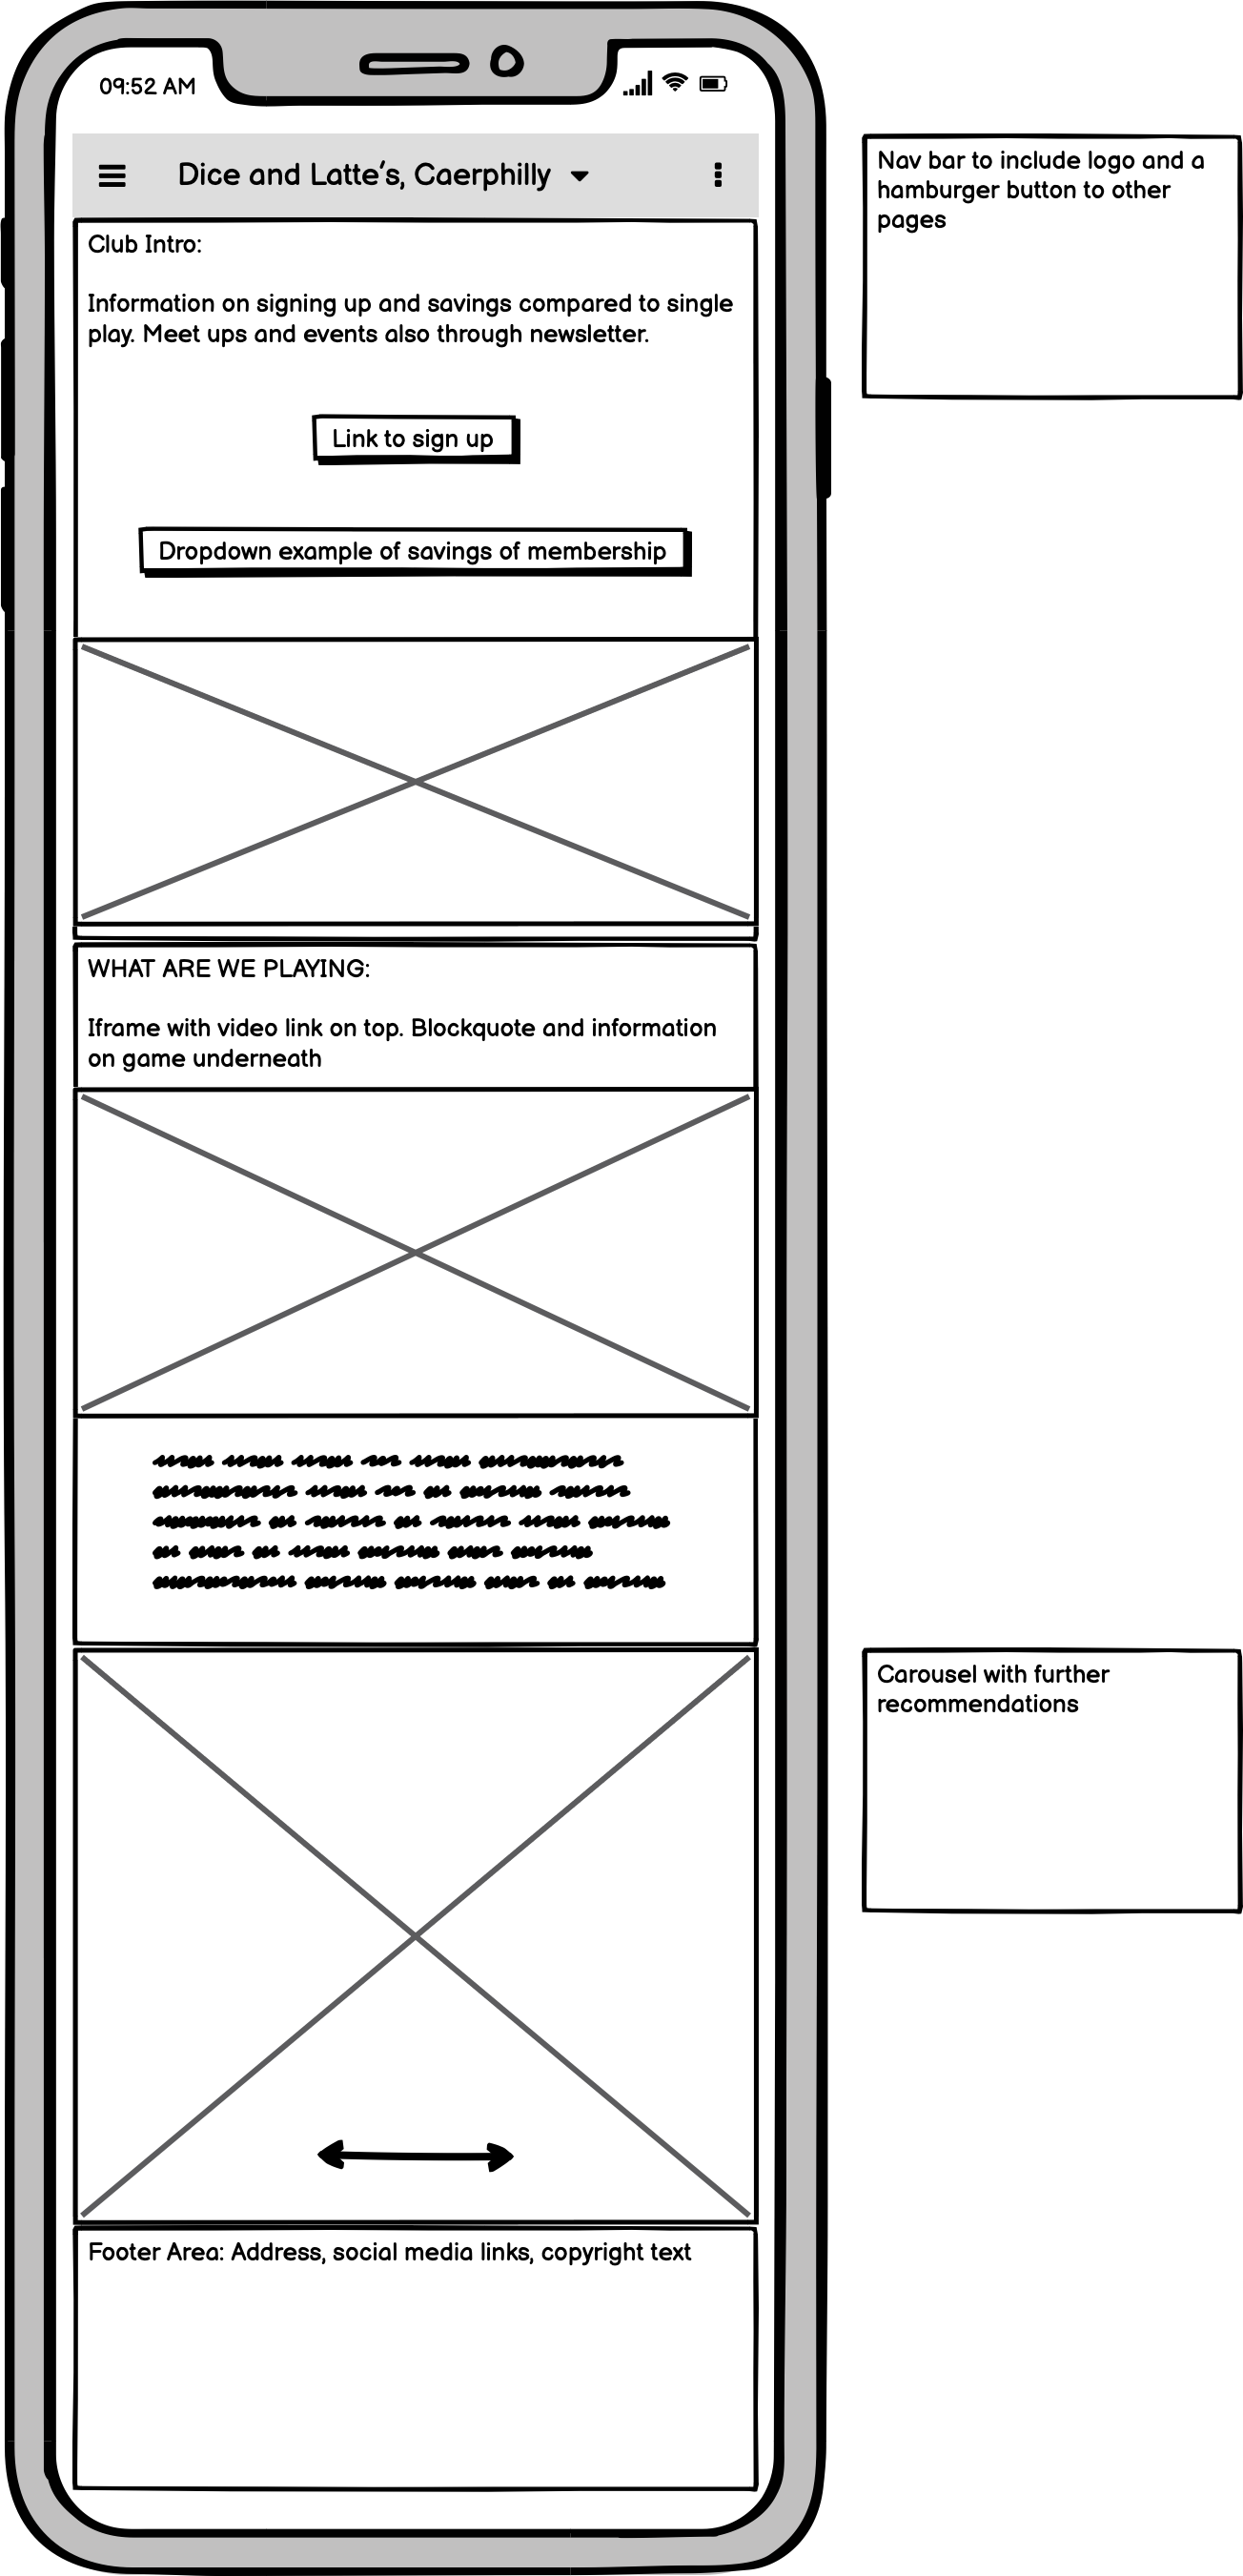 09:52 AM
Dice and Latte's, Caerphilly
Nav bar to include logo and a
hamburger button to other
pages
Club Intro:
Information on signing up and savings compared to single
play. Meet ups and events also through newsletter.
Link to sign up
Dropdown example of savings of membership
WHAT ARE WE PLAYING:
Iframe with video link on top. Blockquote and information
on game underneath
Carousel with further
recommendations
Footer Area: Address, social media links, copyright text